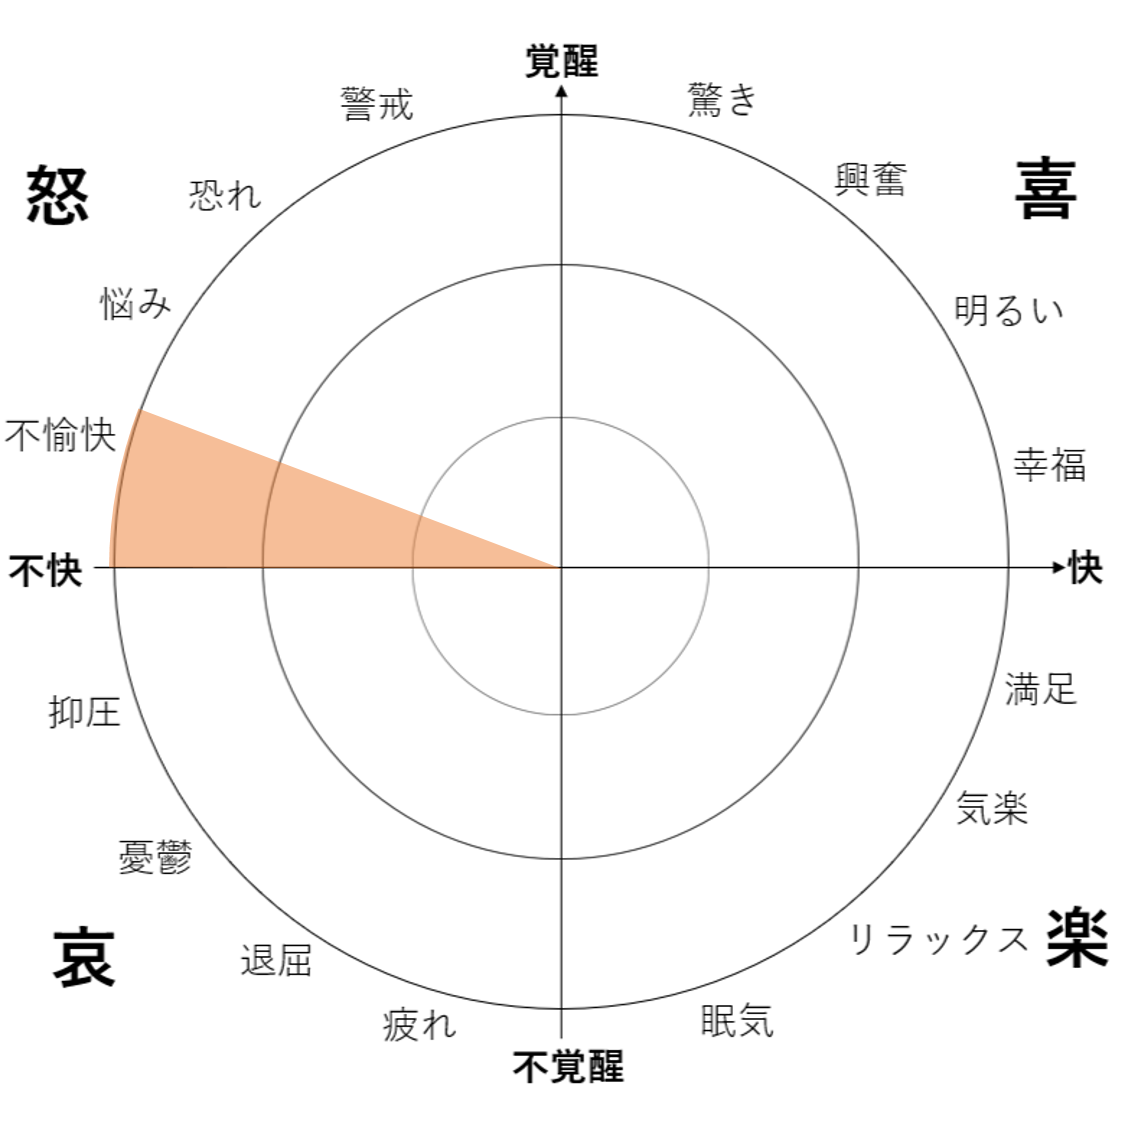 覚醒
警戒
驚き
怒
恐れ
興奮
喜
悩み
明るい
不愉快
幸福
不快
快
抑圧
満足
憂鬱
気楽
哀
退屈
リラックス
楽
疲れ
眠気
不覚醒